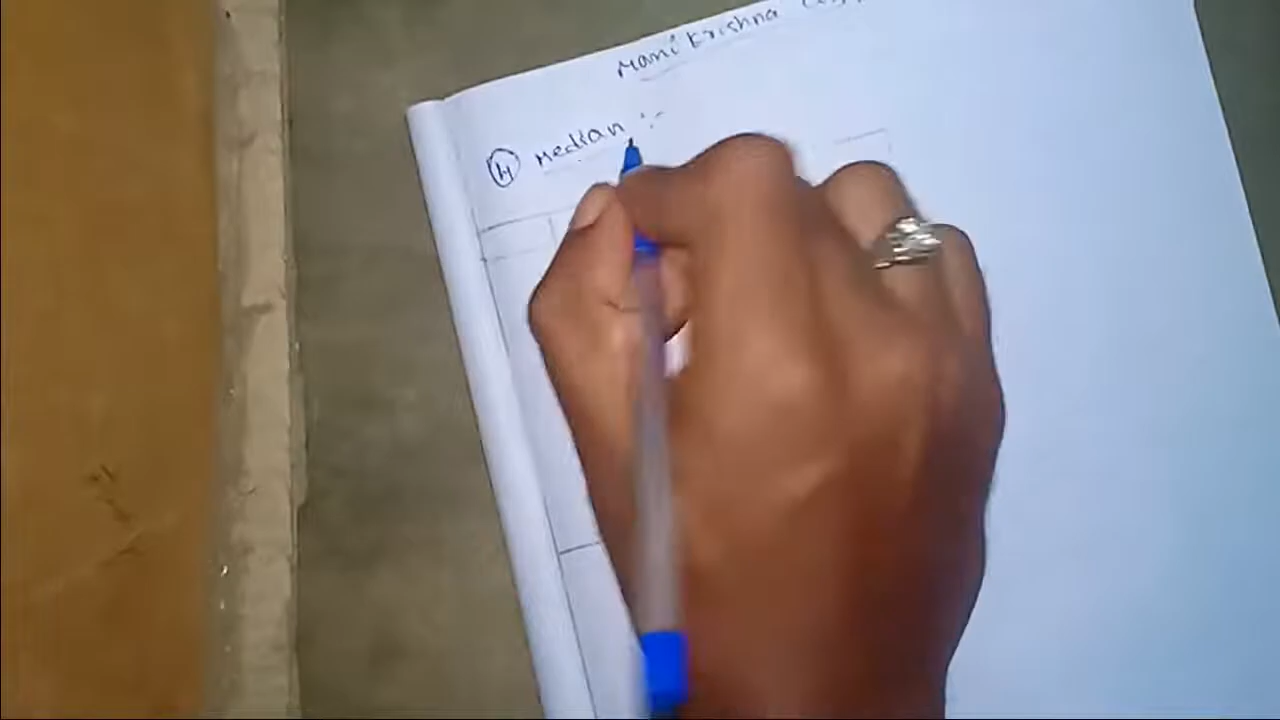 Mani Krishna
④ median :-